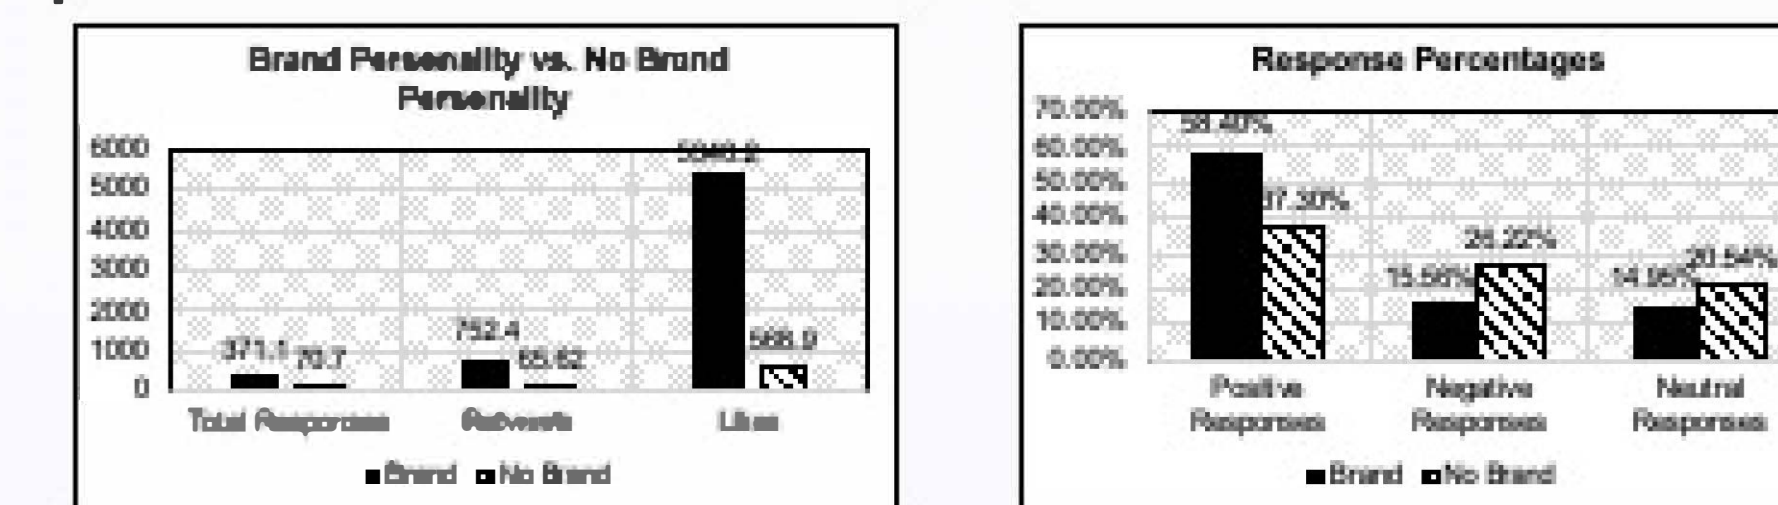 Brand Personality vs. No Brand
Personality
6000
5000
4000
3000
2000
1000
0
371.1
70.7
752.4
65.62
568.9
Total Responses
Retweets
Likes
Brand
No Brand
Response Percentages
70.00%
60.00%
50.00%
40.00%
30.00%
20.00%
10.00%
0.00%
58.40%
37.30%
15.56%
26.22%
20.54%
Positive
Responses
Negative
Responses
Neutral
Responses
Brand
No Brand